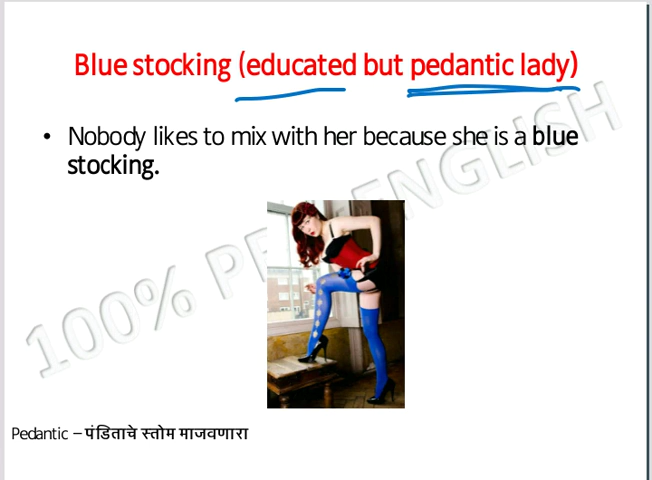 Blue stocking (educated but pedantic lady)
• Nobody likes to mix with her because she is a blue
stocking.
100% PE ENGLISH
Pedantic – पंडिताचे स्तोम माजवणारा